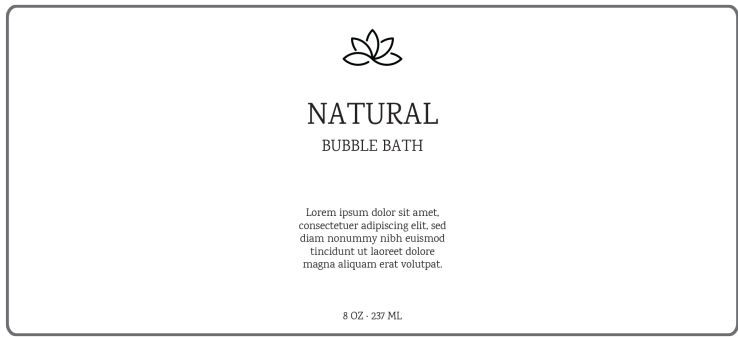 NATURAL
BUBBLE BATH
Lorem ipsum dolor sit amet,
consectetuer adipiscing elit, sed
diam nonummy nibh euismod
tincidunt ut laoreet dolore
magna aliquam erat volutpat.
8 OZ · 237 ML